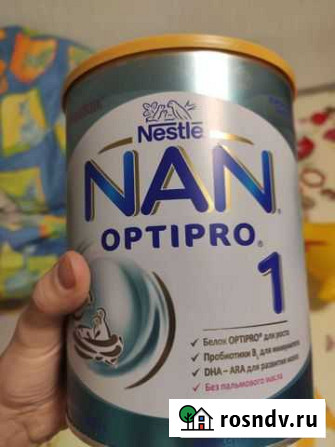 Nestlé
NAN®
OPTIPRO®
1
✓ Белок OPTIPRO® для роста
✓ Пробиотики BL для иммунитета
✓ DHA – ARA для развития мозга
✓ Без пальмового масла
rosndv.ru